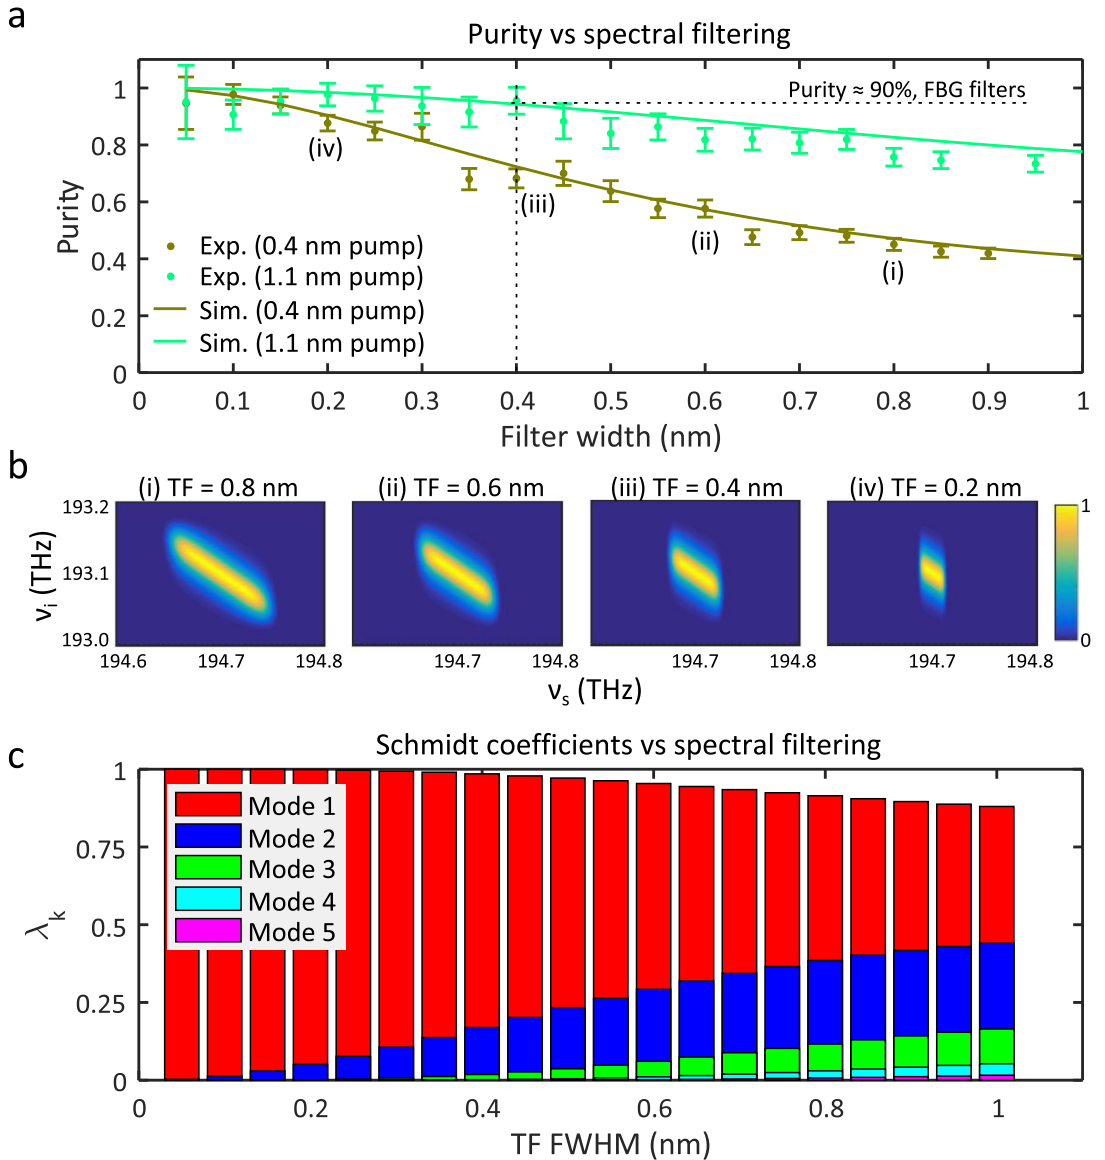 a
Purity vs spectral filtering
Purity ≈ 90%, FBG filters
1
0.8
0.6
0.4
0.2
0
Purity
(iv)
(iii)
(ii)
(i)
Exp. (0.4 nm pump)
Exp. (1.1 nm pump)
Sim. (0.4 nm pump)
Sim. (1.1 nm pump)
0 0.1 0.2 0.3 0.4 0.5 0.6 0.7 0.8 0.9 1
Filter width (nm)
b
(i) TF = 0.8 nm (ii) TF = 0.6 nm (iii) TF = 0.4 nm (iv) TF = 0.2 nm
193.2
193.1
193.0
νi (THz)
1
0
194.6 194.7 194.8 194.7 194.8 194.7 194.8 194.7 194.8
νs (THz)
c
Schmidt coefficients vs spectral filtering
1
0.75
0.5
0.25
0
λk
Mode 1
Mode 2
Mode 3
Mode 4
Mode 5
0 0.2 0.4 0.6 0.8 1
TF FWHM (nm)